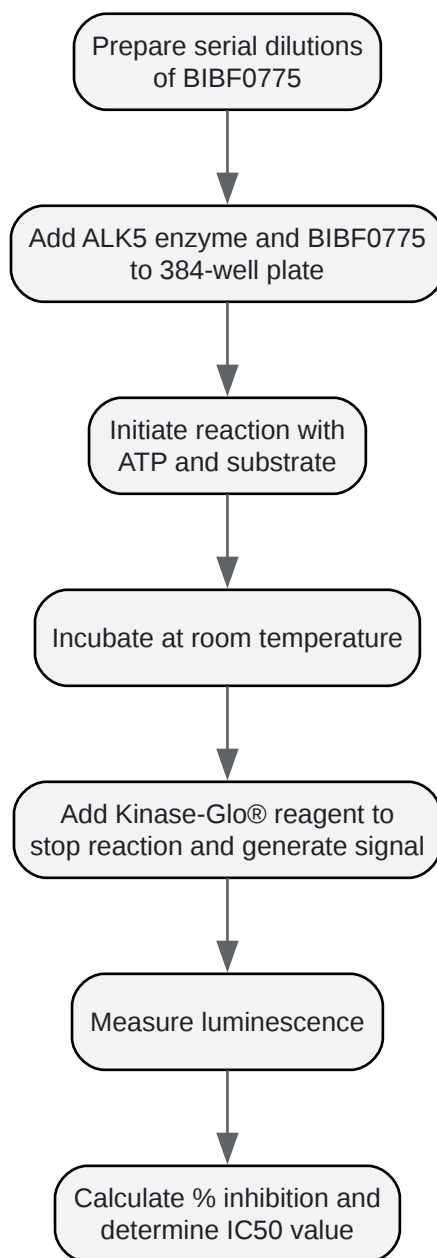 Prepare serial dilutions
of BIBF0775
Add ALK5 enzyme and BIBF0775
to 384-well plate
Initiate reaction with
ATP and substrate
Incubate at room temperature
Add Kinase-Glo® reagent to
stop reaction and generate signal
Measure luminescence
Calculate % inhibition and
determine IC50 value